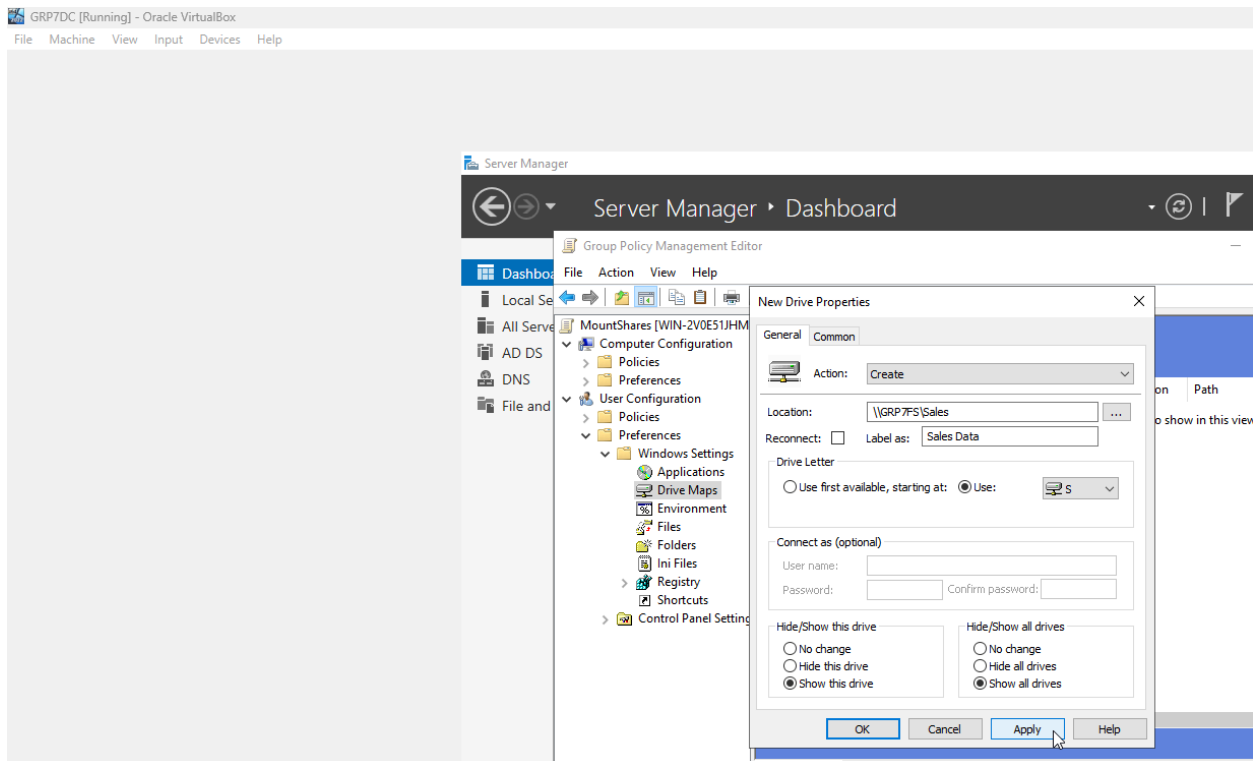 GRP7DC [Running] - Oracle VirtualBox
File Machine View Input Devices Help
Server Manager
Server Manager • Dashboard
Group Policy Management Editor
File Action View Help
Dashboa
Local Se
All Serve
AD DS
DNS
File and
MountShares [WIN-2V0E51JHM
Computer Configuration
Policies
Preferences
User Configuration
Policies
Preferences
Windows Settings
Applications
Drive Maps
Environment
Files
Folders
Ini Files
Registry
Shortcuts
Control Panel Setting
New Drive Properties
General Common
Action: Create
Location: \\GRP7FS\Sales ...
Reconnect: Label as: Sales Data
Drive Letter
Use first available, starting at: Use: S
Connect as (optional)
User name:
Password: Confirm password:
Hide/Show this drive
No change
Hide this drive
Show this drive
Hide/Show all drives
No change
Hide all drives
Show all drives
OK Cancel Apply Help
on Path
o show in this view